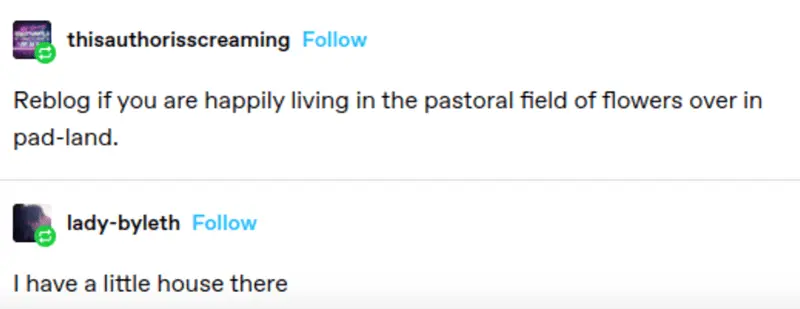 thisauthorisscreaming Follow
Reblog if you are happily living in the pastoral field of flowers over in
pad-land.
lady-byleth Follow
I have a little house there